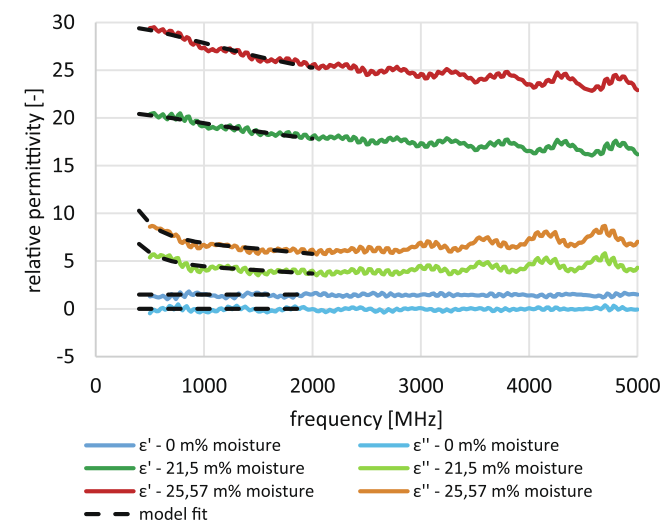 30
25
20
15
10
5
0
-5
relative permittivity [-]
0 1000 2000 3000 4000 5000
frequency [MHz]
ε' - 0 m% moisture ε'' - 0 m% moisture
ε' - 21,5 m% moisture ε'' - 21,5 m% moisture
ε' - 25,57 m% moisture ε'' - 25,57 m% moisture
model fit